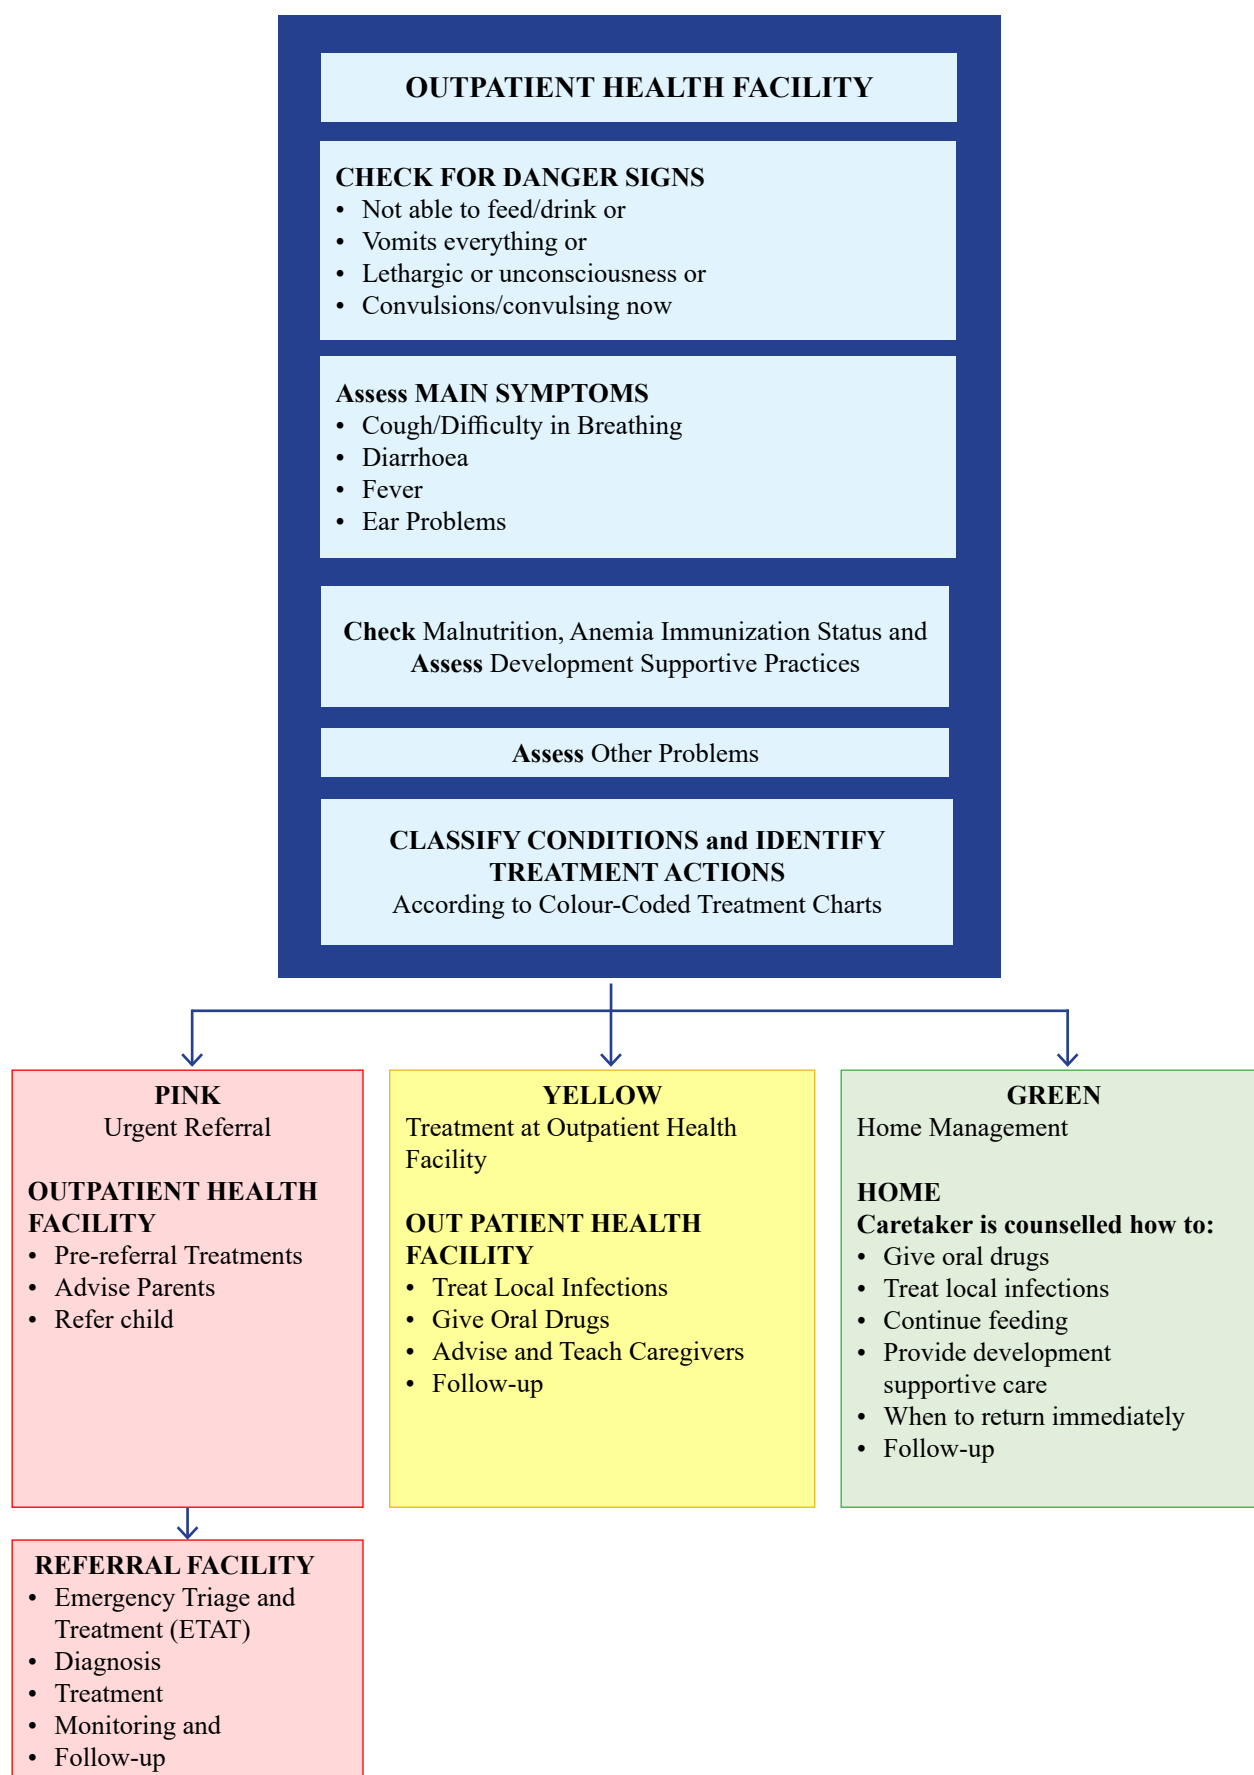 OUTPATIENT HEALTH FACILITY
CHECK FOR DANGER SIGNS
• Not able to feed/drink or
• Vomits everything or
• Lethargic or unconsciousness or
• Convulsions/convulsing now
Assess MAIN SYMPTOMS
• Cough/Difficulty in Breathing
• Diarrhoea
• Fever
• Ear Problems
Check Malnutrition, Anemia Immunization Status and
Assess Development Supportive Practices
Assess Other Problems
CLASSIFY CONDITIONS and IDENTIFY
TREATMENT ACTIONS
According to Colour-Coded Treatment Charts
PINK
Urgent Referral
OUTPATIENT HEALTH
FACILITY
• Pre-referral Treatments
• Advise Parents
• Refer child
YELLOW
Treatment at Outpatient Health
Facility
OUT PATIENT HEALTH
FACILITY
• Treat Local Infections
• Give Oral Drugs
• Advise and Teach Caregivers
• Follow-up
GREEN
Home Management
HOME
Caretaker is counselled how to:
• Give oral drugs
• Treat local infections
• Continue feeding
• Provide development
supportive care
• When to return immediately
• Follow-up
REFERRAL FACILITY
• Emergency Triage and
Treatment (ETAT)
• Diagnosis
• Treatment
• Monitoring and
• Follow-up